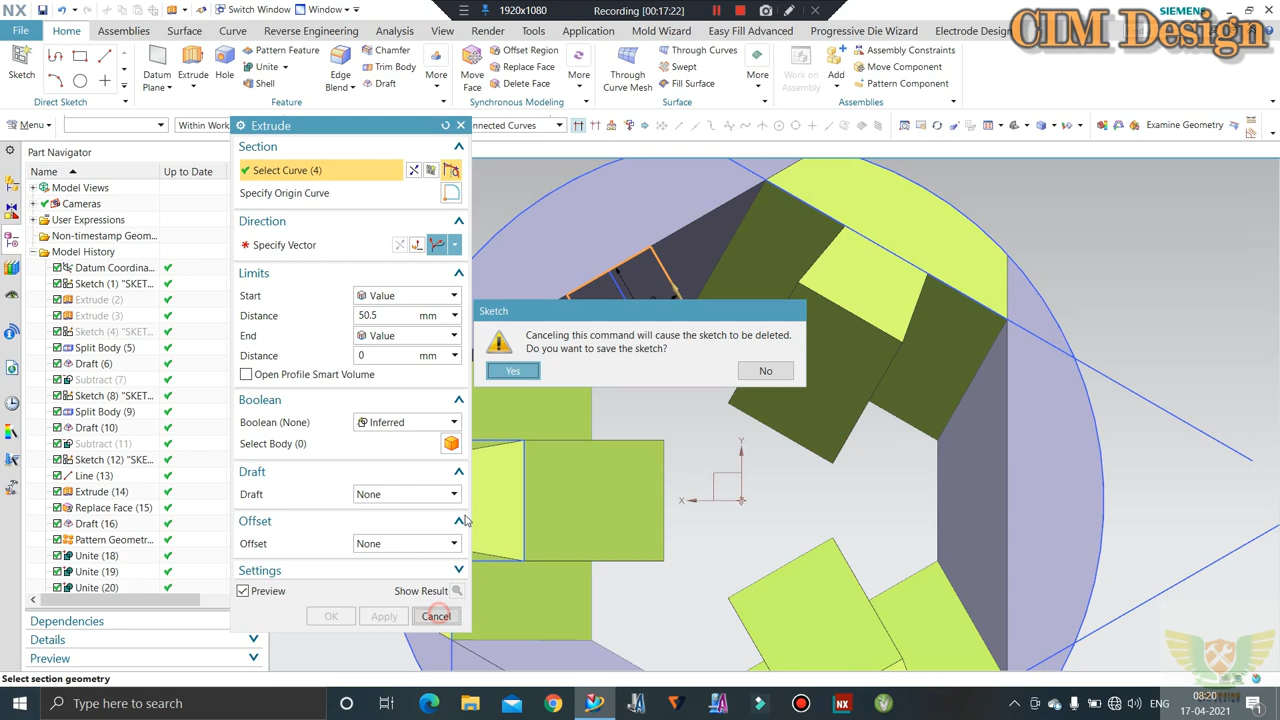 NX
Switch Window
Window
1920x1080
Recording [00:17:22]
SIEMENS
CIM Design
File
Home
Assemblies
Surface
Curve
Reverse Engineering
Analysis
View
Render
Tools
Application
Mold Wizard
Easy Fill Advanced
Progressive Die Wizard
Electrode Design
Sketch
Datum Plane
Extrude
Hole
Pattern Feature
Unite
Shell
Edge Blend
Chamfer
Trim Body
Draft
More
Move Face
Offset Region
Replace Face
Delete Face
More
Through Curve Mesh
Through Curves
Swept
Fill Surface
More
Work on Assembly
Add
Assembly Constraints
Move Component
Pattern Component
Direct Sketch
Feature
Synchronous Modeling
Surface
Assemblies
Menu
Within Work
nnected Curves
Examine Geometry
Part Navigator
Name
Up to Date
Model Views
Cameras
User Expressions
Non-timestamp Geom...
Model History
Datum Coordina...
Sketch (1) "SKET...
Extrude (2)
Extrude (3)
Sketch (4) "SKET...
Split Body (5)
Draft (6)
Subtract (7)
Sketch (8) "SKET...
Split Body (9)
Draft (10)
Subtract (11)
Sketch (12) "SKE...
Line (13)
Extrude (14)
Replace Face (15)
Draft (16)
Pattern Geometr...
Unite (18)
Unite (19)
Unite (20)
Dependencies
Details
Preview
Extrude
Section
Select Curve (4)
Specify Origin Curve
Direction
* Specify Vector
Limits
Start
Value
Distance
50.5
mm
End
Value
Distance
0
mm
Open Profile Smart Volume
Boolean
Boolean (None)
Inferred
Select Body (0)
Draft
Draft
None
Offset
Offset
None
Settings
Preview
Show Result
OK
Apply
Cancel
Sketch
Canceling this command will cause the sketch to be deleted.
Do you want to save the sketch?
Yes
No
Y
X
Select section geometry
Type here to search
NX
ENG
08:20
17-04-2021